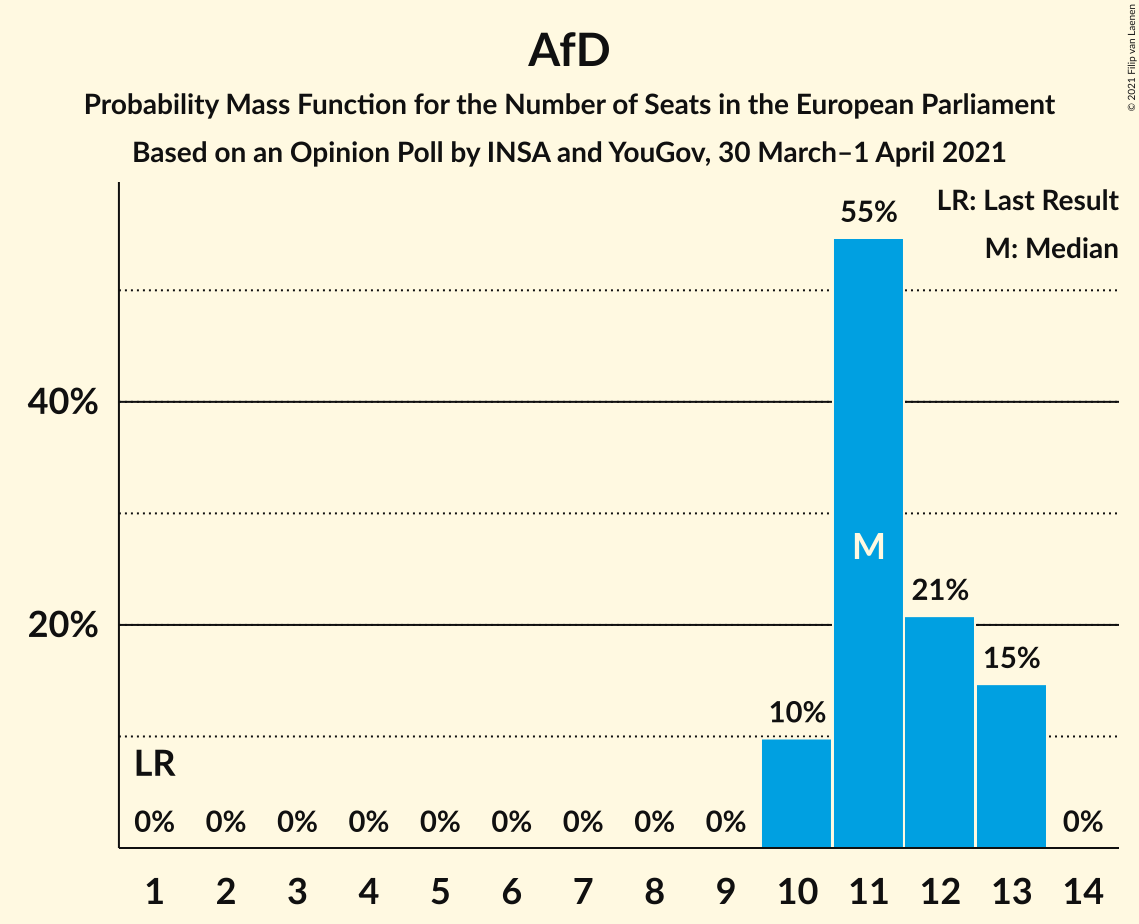 AfD
Probability Mass Function for the Number of Seats in the European Parliament
Based on an Opinion Poll by INSA and YouGov, 30 March–1 April 2021
© 2021 Filip van Laenen
LR: Last Result
M: Median
55%
40%
M
21%
20%
15%
10%
LR
0% 0% 0% 0% 0% 0% 0% 0% 0% 0%
1 2 3 4 5 6 7 8 9 10 11 12 13 14